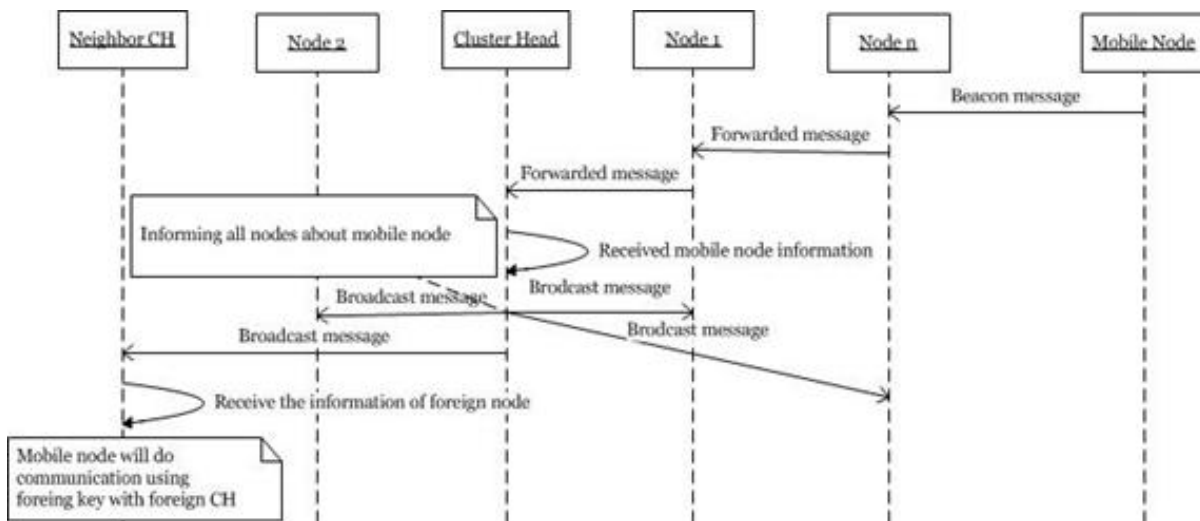 Neighbor CH
Node 2
Cluster Head
Node 1
Node n
Mobile Node
Beacon message
Forwarded message
Forwarded message
Informing all nodes about mobile node
Received mobile node information
Broadcast message
Brodcast message
Brodcast message
Broadcast message
Receive the information of foreign node
Mobile node will do
communication using
foreing key with foreign CH